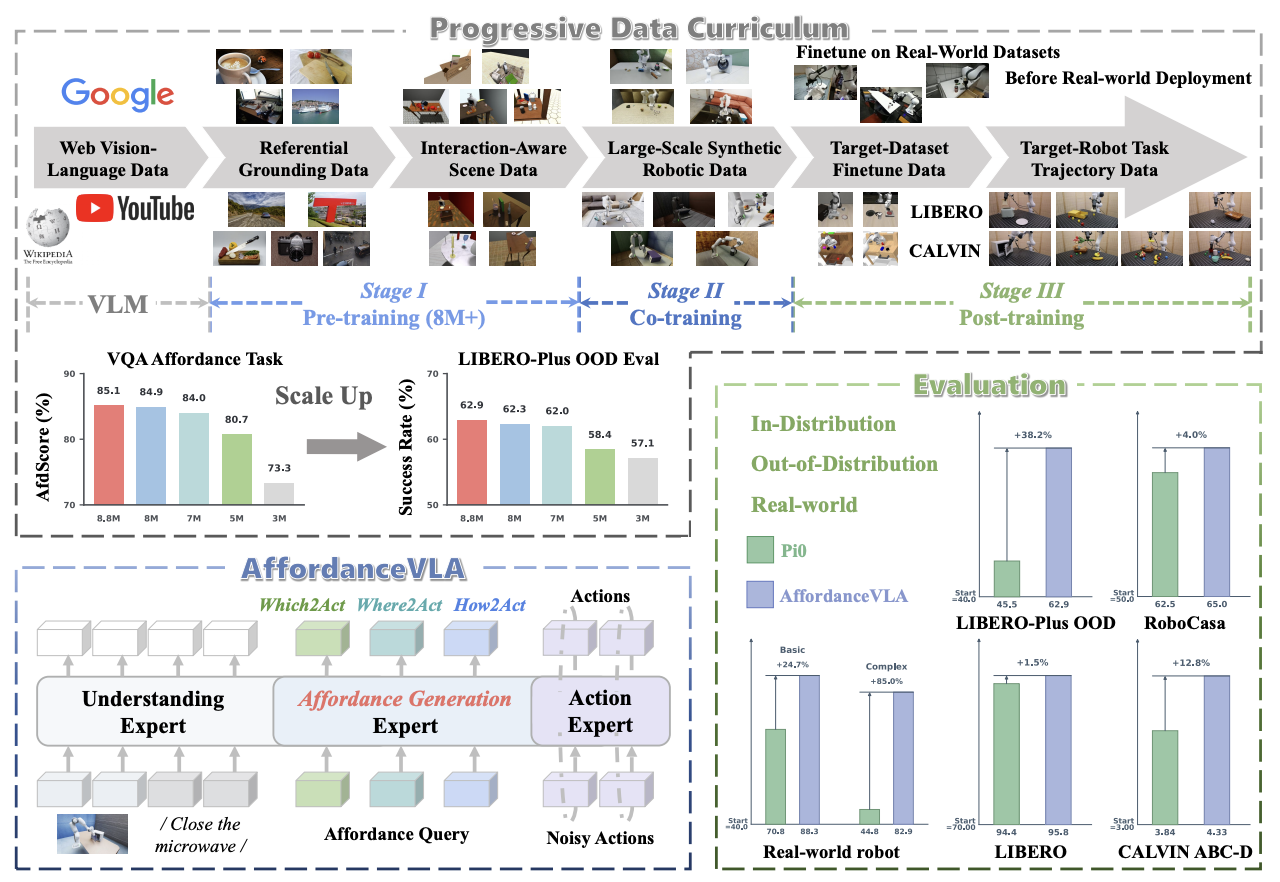 Progressive Data Curriculum
Finetune on Real-World Datasets
Before Real-world Deployment
Google
Web Vision-
Language Data
Referential
Grounding Data
Interaction-Aware
Scene Data
Large-Scale Synthetic
Robotic Data
Target-Dataset
Finetune Data
Target-Robot Task
Trajectory Data
YouTube
WIKIPEDIA
The Free Encyclopedia
LIBERO
CALVIN
VLM
Stage I
Pre-training (8M+)
Stage II
Co-training
Stage III
Post-training
VQA Affordance Task
AfdScore (%)
90
80
70
85.1
84.9
84.0
80.7
73.3
8.8M
8M
7M
5M
3M
Scale Up
LIBERO-Plus OOD Eval
Success Rate (%)
70
60
50
62.9
62.3
62.0
58.4
57.1
8.8M
8M
7M
5M
3M
AffordanceVLA
Which2Act
Where2Act
How2Act
Actions
Understanding
Expert
Affordance Generation
Expert
Action
Expert
/ Close the
microwave /
Affordance Query
Noisy Actions
Evaluation
In-Distribution
Out-of-Distribution
Real-world
Pi0
AffordanceVLA
+38.2%
Start
=40.0
45.5
62.9
LIBERO-Plus OOD
+4.0%
Start
=50.0
62.5
65.0
RoboCasa
Basic
+24.7%
Complex
+85.0%
Start
=40.0
70.8
88.3
44.8
82.9
Real-world robot
+1.5%
Start
=70.00
94.4
95.8
LIBERO
+12.8%
Start
=3.00
3.84
4.33
CALVIN ABC-D